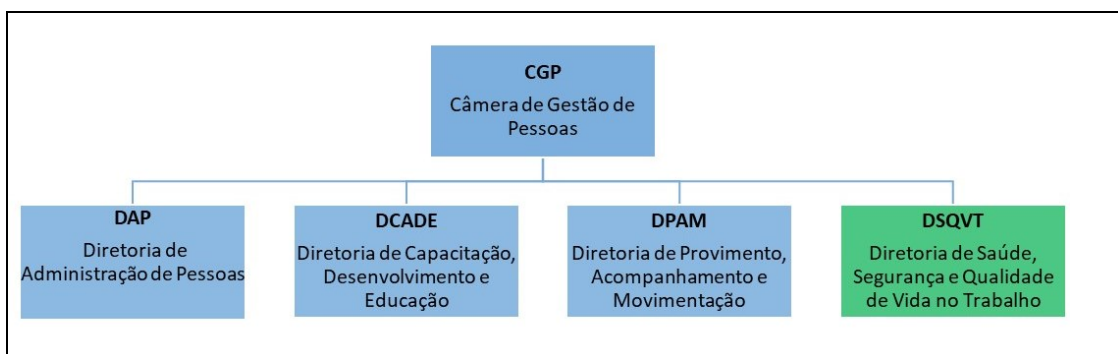 CGP
Câmera de Gestão de
Pessoas
DAP
Diretoria de
Administração de Pessoas
DCADE
Diretoria de Capacitação,
Desenvolvimento e
Educação
DPAM
Diretoria de Provimento,
Acompanhamento e
Movimentação
DSQVT
Diretoria de Saúde,
Segurança e Qualidade
de Vida no Trabalho